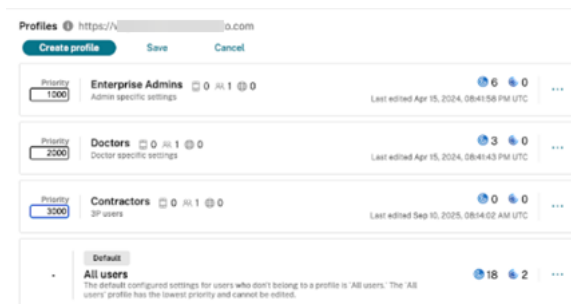 Profiles https://v o.com
Create profile Save Cancel
Priority
1000
Enterprise Admins 0 1 0
Admin specific settings
6 0
Last edited Apr 15, 2024, 08:41:58 PM UTC
Priority
2000
Doctors 0 1 0
Doctor specific settings
3 0
Last edited Apr 15, 2024, 08:41:43 PM UTC
Priority
3000
Contractors 0 1 0
3P users
0 0
Last edited Sep 10, 2025, 08:14:02 AM UTC
Default
- All users
The default configured settings for users who don't belong to a profile is 'All users.' The 'All
users' profile has the lowest priority and cannot be edited.
18 2